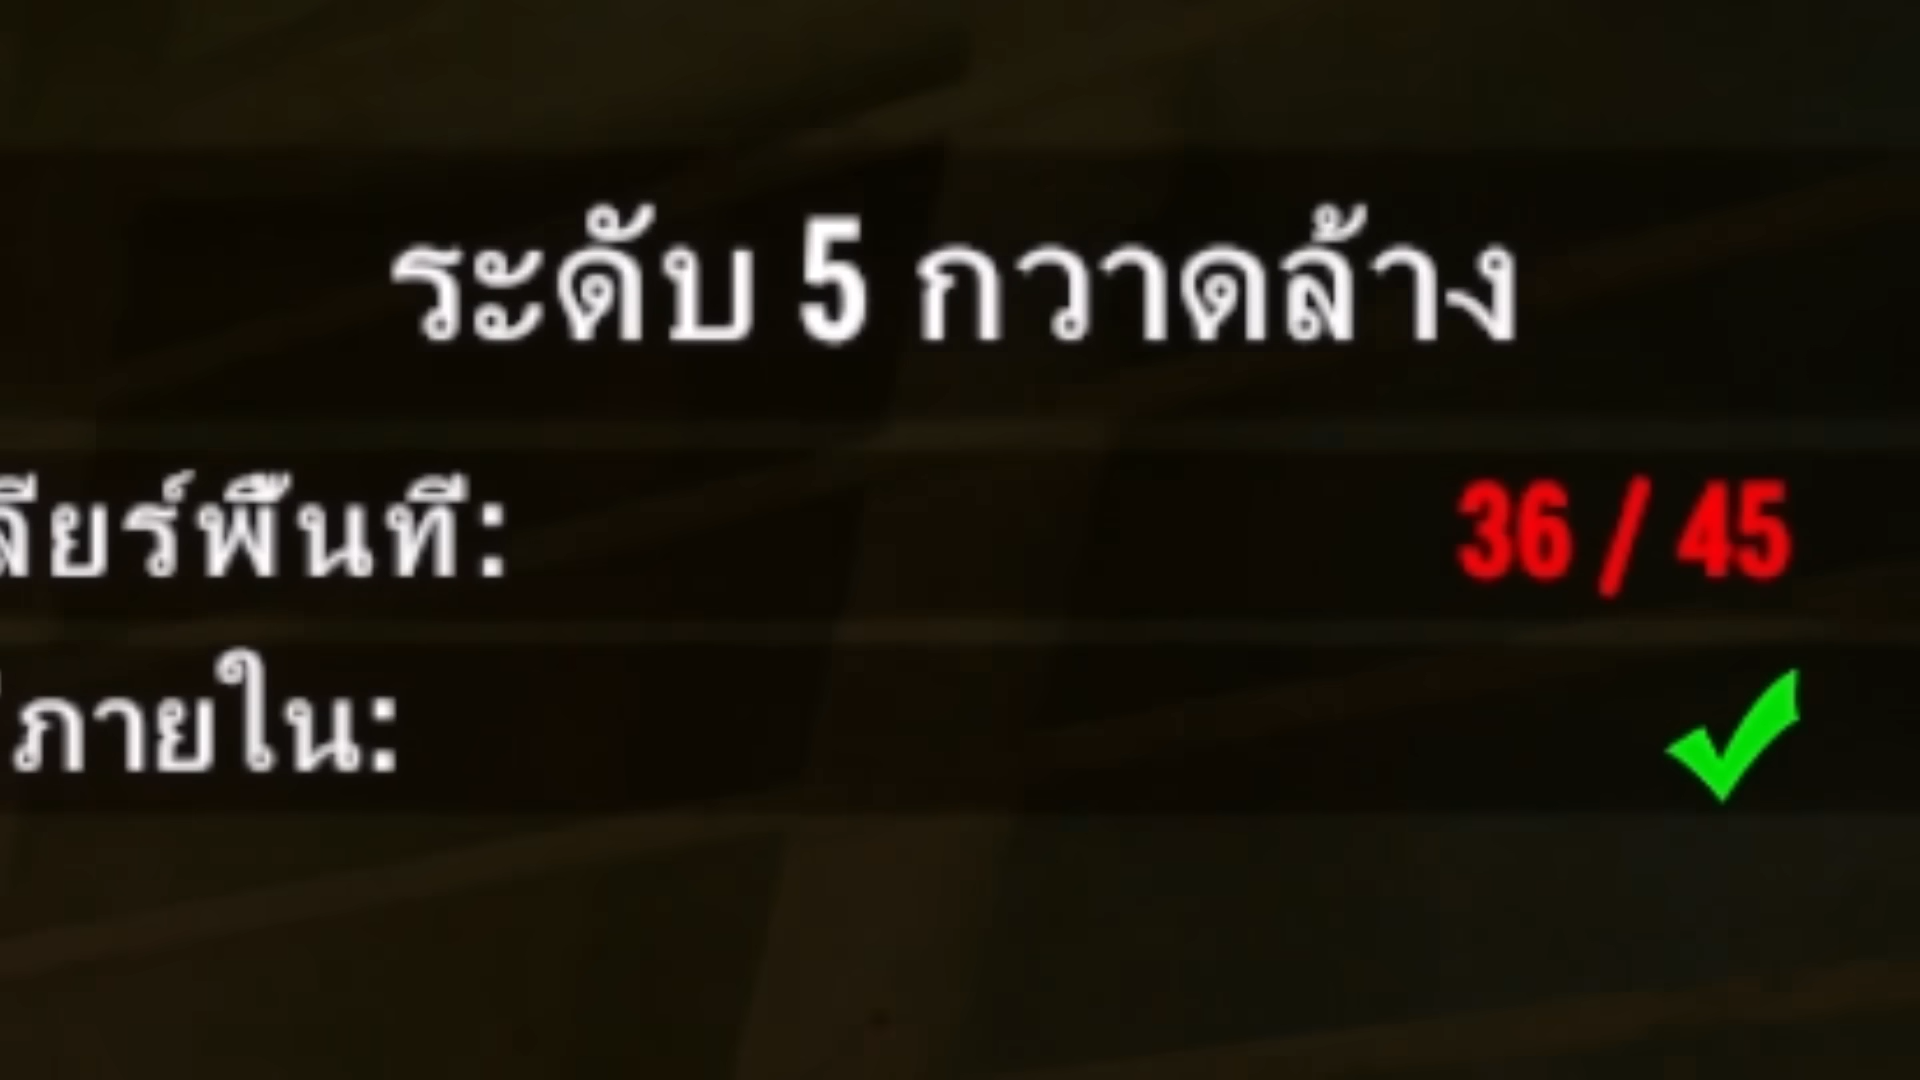 ระดับ 5 กวาดล้าง
ลียร์พื้นที่: 36 / 45
ภายใน: